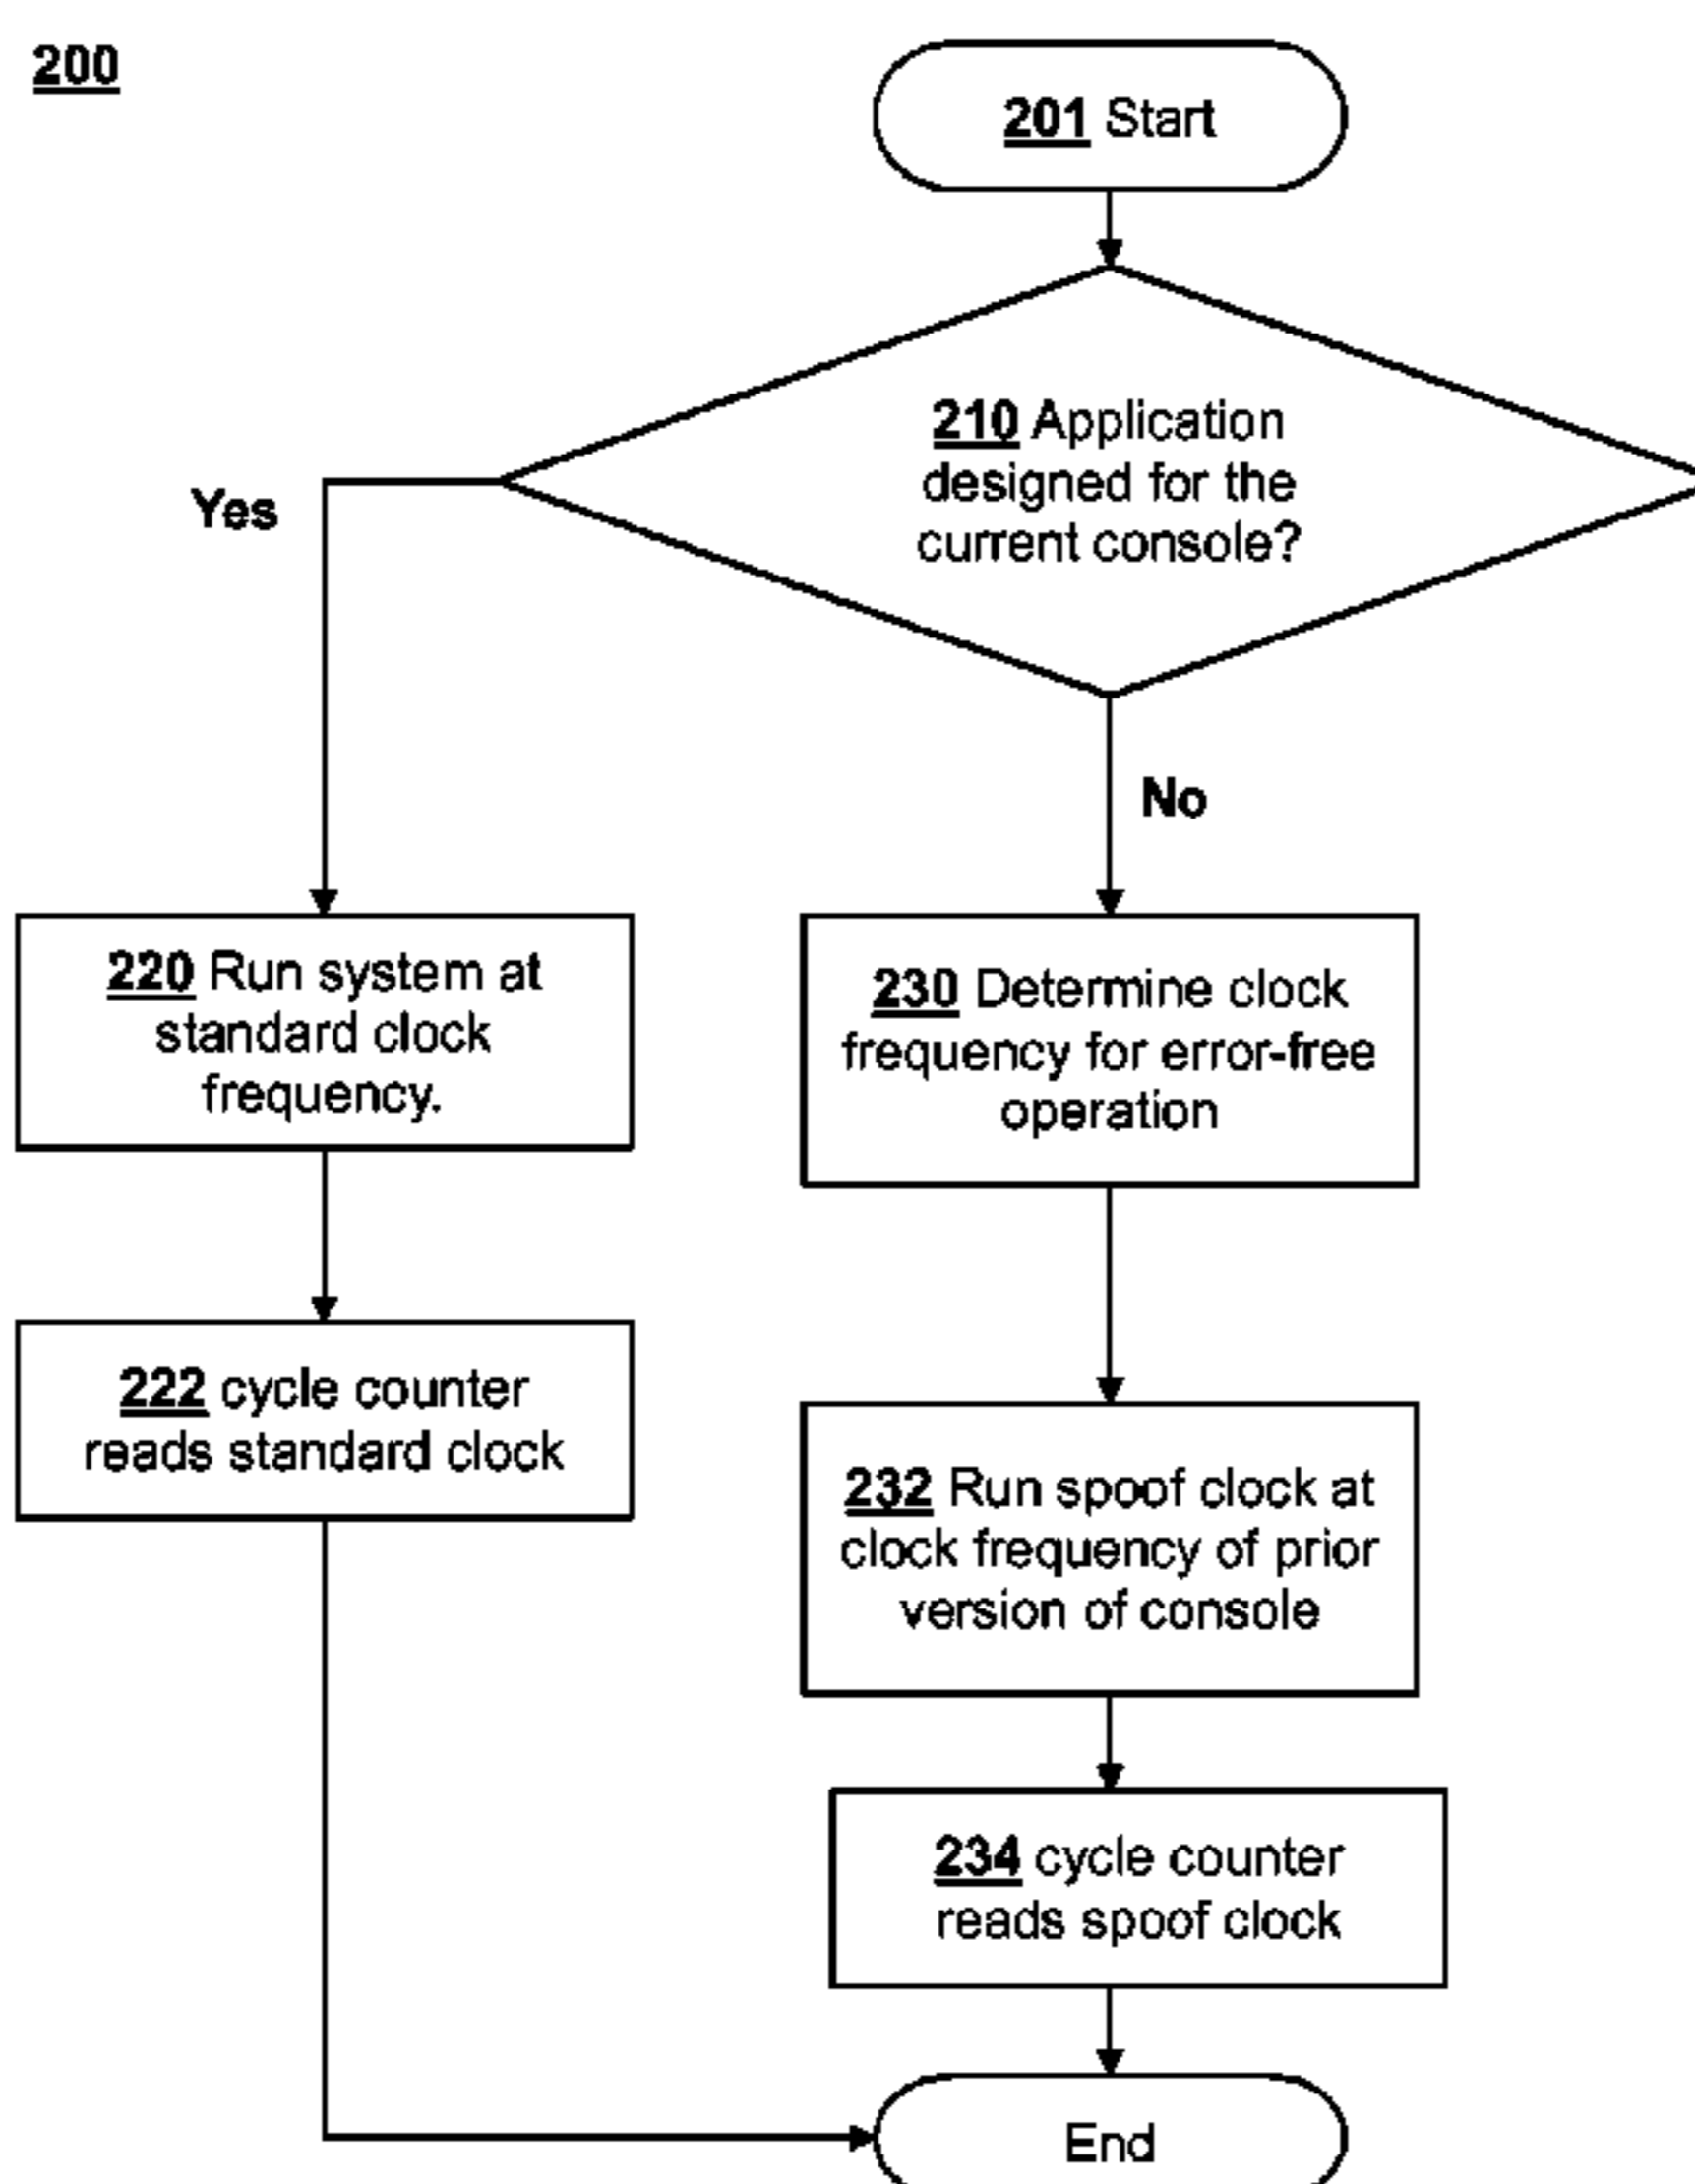 200
201 Start
210 Application
designed for the
current console?
Yes
No
220 Run system at
standard clock
frequency.
230 Determine clock
frequency for error-free
operation
222 cycle counter
reads standard clock
232 Run spoof clock at
clock frequency of prior
version of console
234 cycle counter
reads spoof clock
End